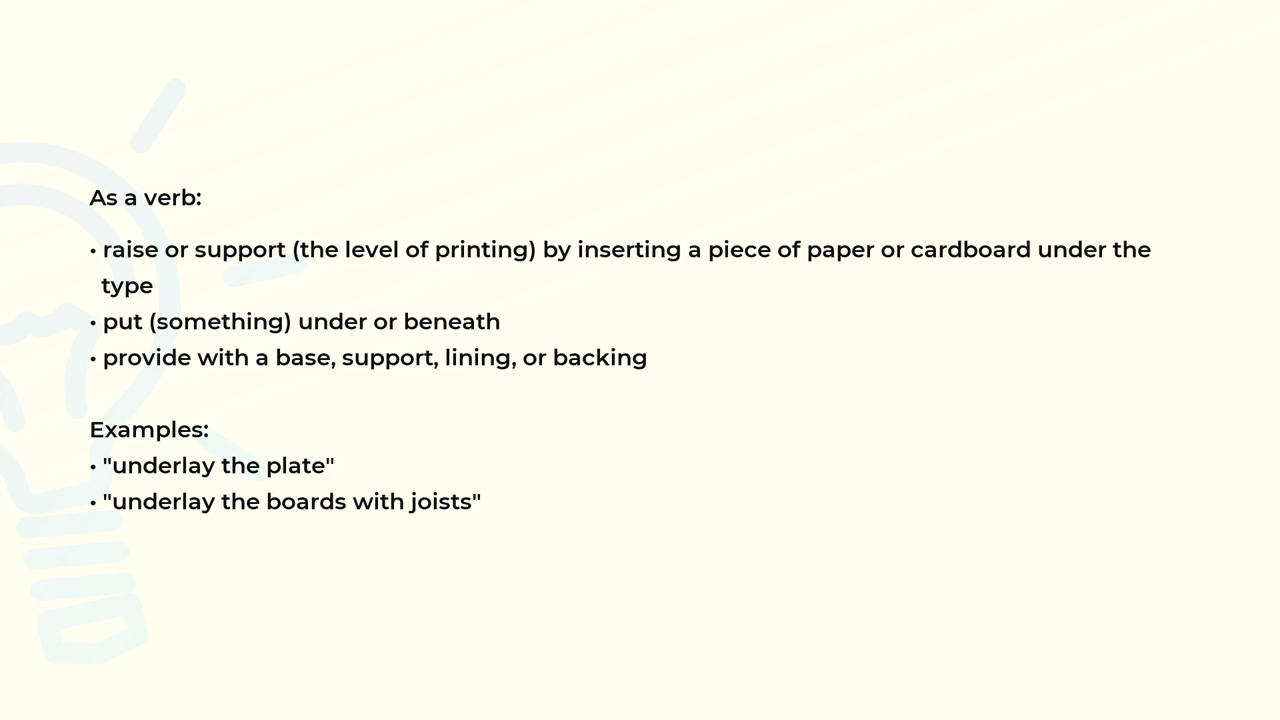 As a verb:
• raise or support (the level of printing) by inserting a piece of paper or cardboard under the
type
• put (something) under or beneath
• provide with a base, support, lining, or backing
Examples:
• "underlay the plate"
• "underlay the boards with joists"